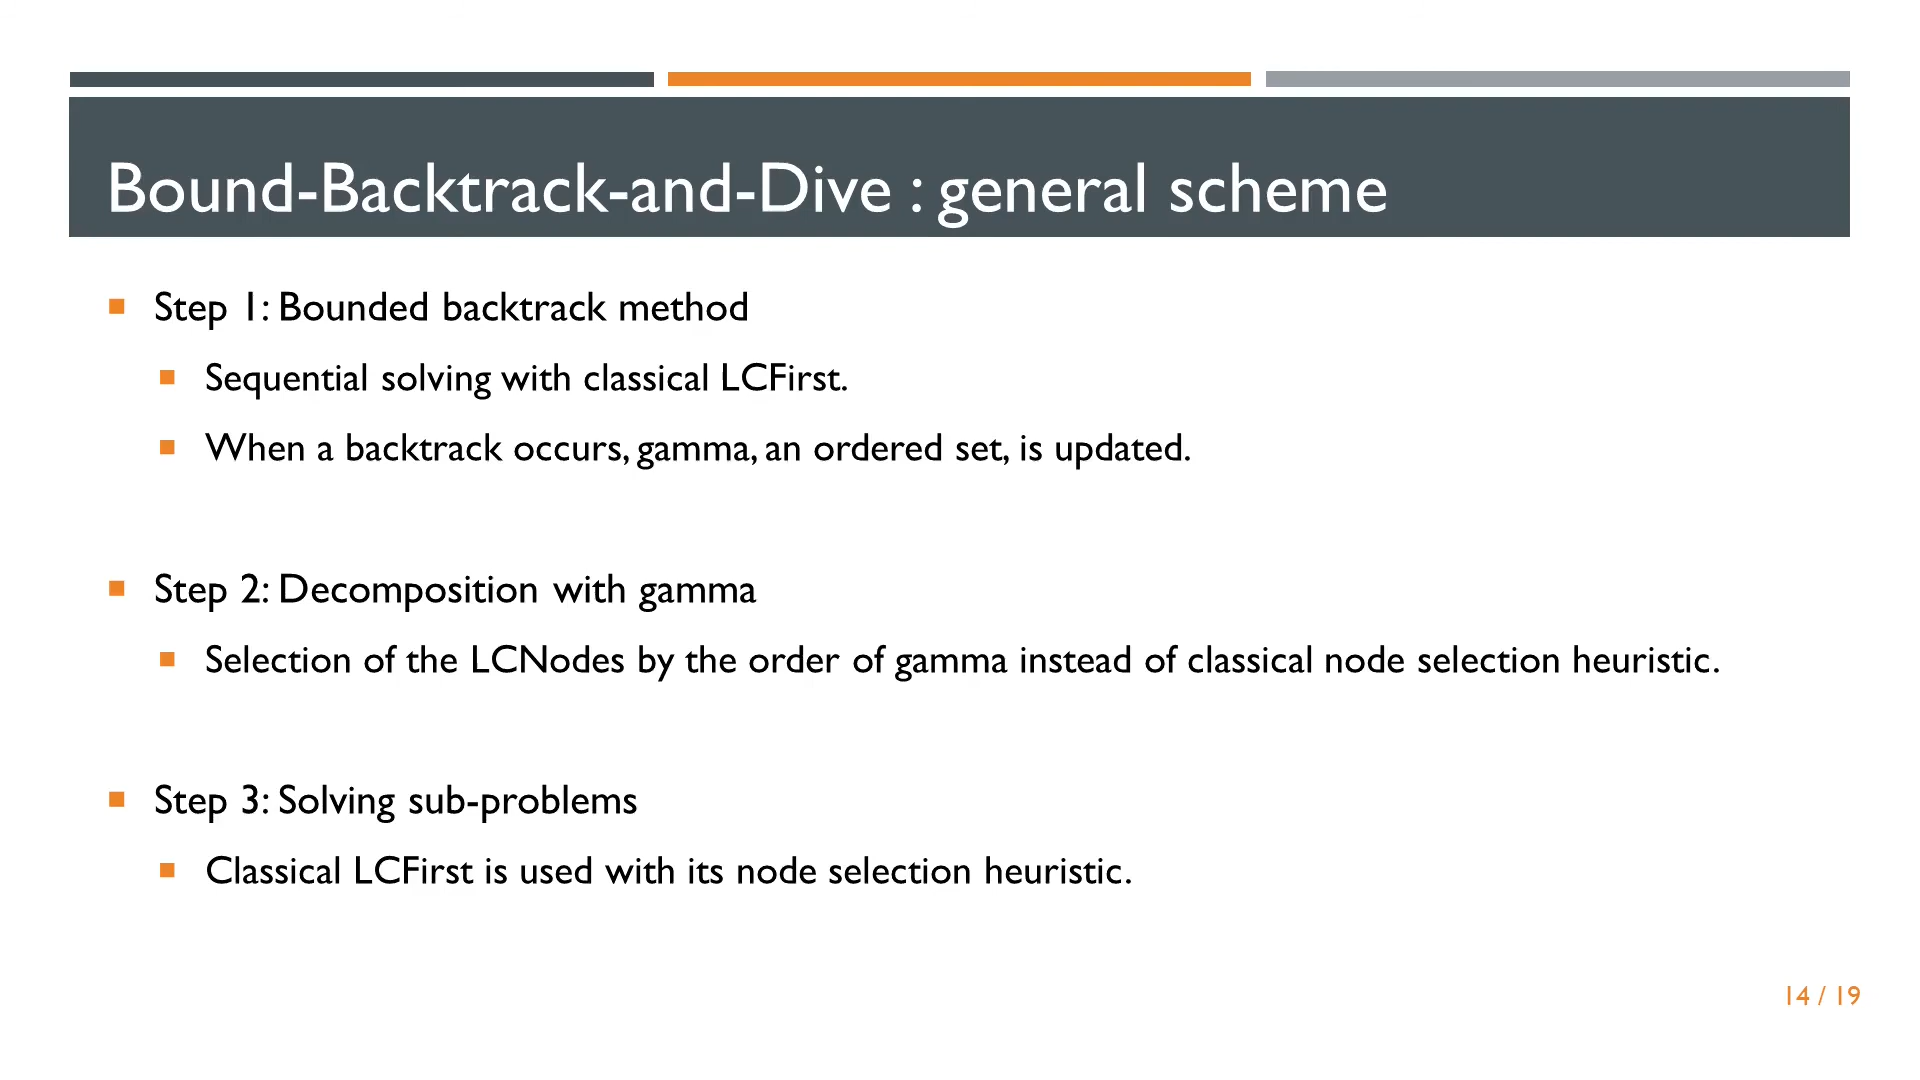 Bound-Backtrack-and-Dive : general scheme
Step 1: Bounded backtrack method
Sequential solving with classical LCFirst.
When a backtrack occurs, gamma, an ordered set, is updated.
Step 2: Decomposition with gamma
Selection of the LCNodes by the order of gamma instead of classical node selection heuristic.
Step 3: Solving sub-problems
Classical LCFirst is used with its node selection heuristic.
14 / 19